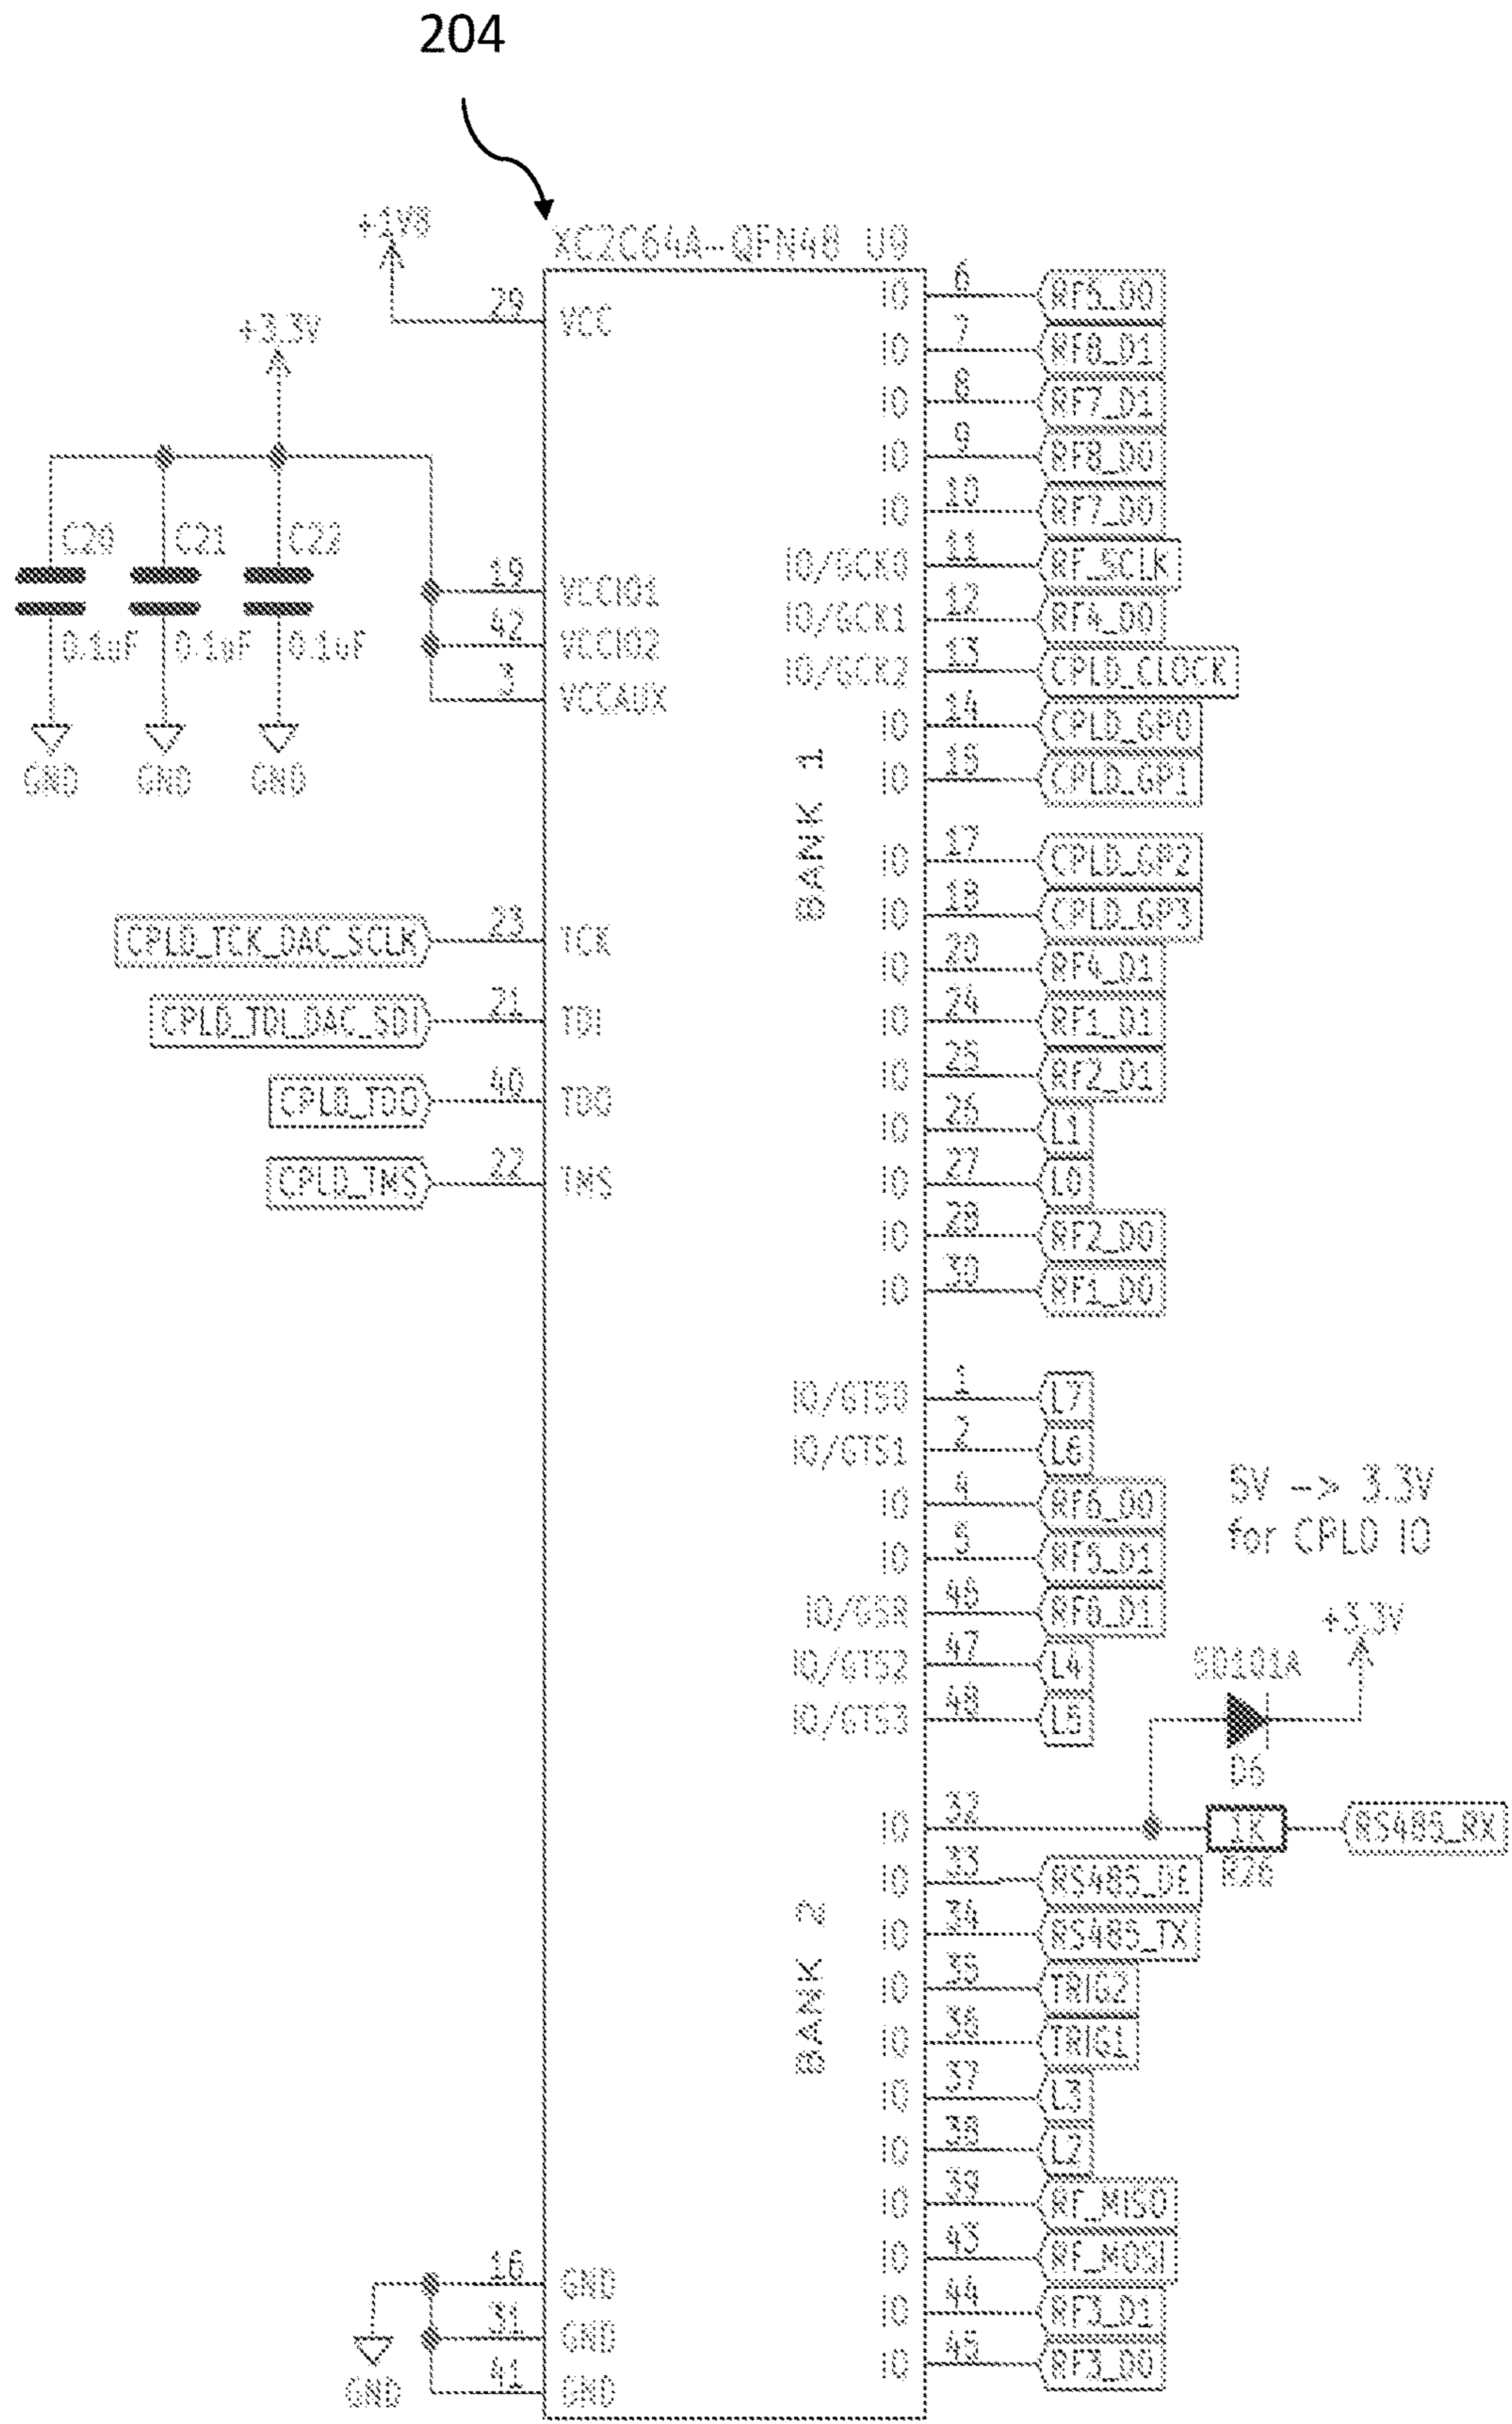 204
+1V8
XC2C64A-QFN48 U9
29 VCC
+3.3V
C20 C21 C22
0.1uF 0.1uF 0.1uF
GND GND GND
19 VCCIO1
42 VCCIO2
3 VCCAUX
CPLD_TCK_DAC_SCLK 23 TCK
CPLD_TDI_DAC_SDI 21 TDI
CPLD_TDO 40 TDO
CPLD_TMS 22 TMS
BANK 1
IO 6 RF5_D0
IO 7 RF8_D1
IO 8 RF7_D1
IO 9 RF8_D0
IO 10 RF7_D0
IO/GCK0 11 RF_SCLK
IO/GCK1 12 RF4_D0
IO/GCK2 13 CPLD_CLOCK
IO 14 CPLD_GP0
IO 15 CPLD_GP1
IO 17 CPLD_GP2
IO 18 CPLD_GP3
IO 20 RF4_D1
IO 24 RF1_D1
IO 25 RF2_D1
IO 26 L1
IO 27 L0
IO 28 RF2_D0
IO 30 RF1_D0
IO/GTS0 1 L7
IO/GTS1 2 L6
IO 4 RF6_D0
IO 5 RF5_D1
IO/GSR 46
IO/GTS2 47 L4
IO/GTS3 48 L5
5V -> 3.3V
for CPLD IO
+3.3V
SD101A
D6
BANK 2
IO 32 1K RS485_RX
R26
IO 33 RS485_DE
IO 34 RS485_TX
IO 35 TRIG2
IO 36 TRIG1
IO 37 L3
IO 38 L2
IO 39 RF_MISO
IO 43 RF_MOSI
IO 44 RF3_D1
IO 45 RF3_D0
16 GND
31 GND
41 GND
GND